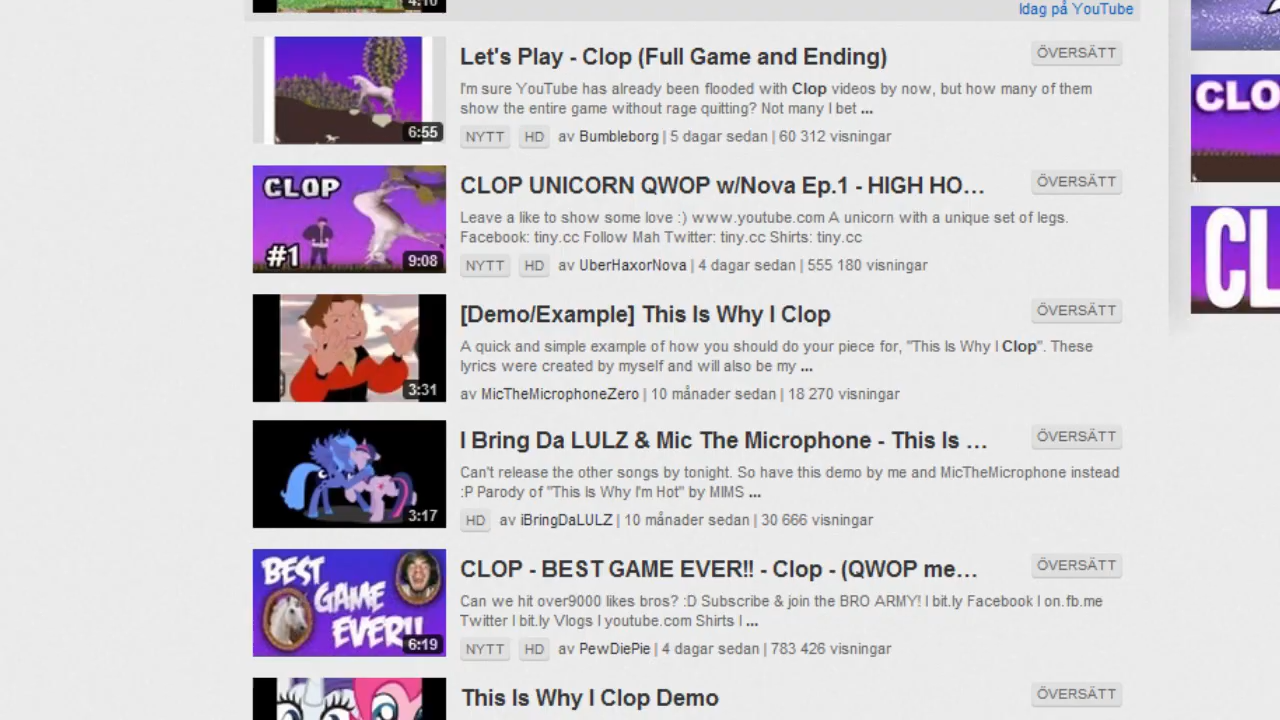 4:10
Idag på YouTube
Let's Play - Clop (Full Game and Ending)
ÖVERSÄTT
I'm sure YouTube has already been flooded with Clop videos by now, but how many of them
show the entire game without rage quitting? Not many I bet ...
6:55
NYTT HD av Bumbleborg | 5 dagar sedan | 60 312 visningar
CLO
CLOP
#1
9:08
CLOP UNICORN QWOP w/Nova Ep.1 - HIGH HO...
ÖVERSÄTT
Leave a like to show some love :) www.youtube.com A unicorn with a unique set of legs.
Facebook: tiny.cc Follow Mah Twitter: tiny.cc Shirts: tiny.cc
NYTT HD av UberHaxorNova | 4 dagar sedan | 555 180 visningar
CL
[Demo/Example] This Is Why I Clop
ÖVERSÄTT
A quick and simple example of how you should do your piece for, "This Is Why I Clop". These
lyrics were created by myself and will also be my ...
3:31
av MicTheMicrophoneZero | 10 månader sedan | 18 270 visningar
I Bring Da LULZ & Mic The Microphone - This Is ...
ÖVERSÄTT
Can't release the other songs by tonight. So have this demo by me and MicTheMicrophone instead
:P Parody of "This Is Why I'm Hot" by MIMS ...
3:17
HD av iBringDaLULZ | 10 månader sedan | 30 666 visningar
BEST
GAME
EVER!!
6:19
CLOP - BEST GAME EVER!! - Clop - (QWOP me...
ÖVERSÄTT
Can we hit over9000 likes bros? :D Subscribe & join the BRO ARMY! l bit.ly Facebook l on.fb.me
Twitter l bit.ly Vlogs l youtube.com Shirts l ...
NYTT HD av PewDiePie | 4 dagar sedan | 783 426 visningar
This Is Why I Clop Demo
ÖVERSÄTT